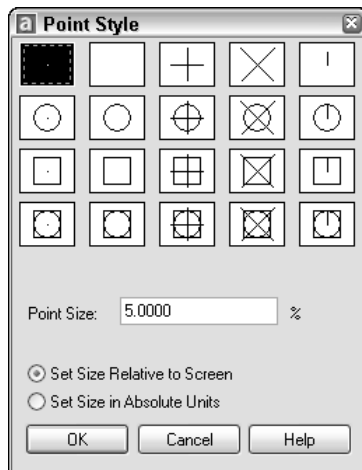 a Point Style
Point Size: 5.0000 %
Set Size Relative to Screen
Set Size in Absolute Units
OK Cancel Help